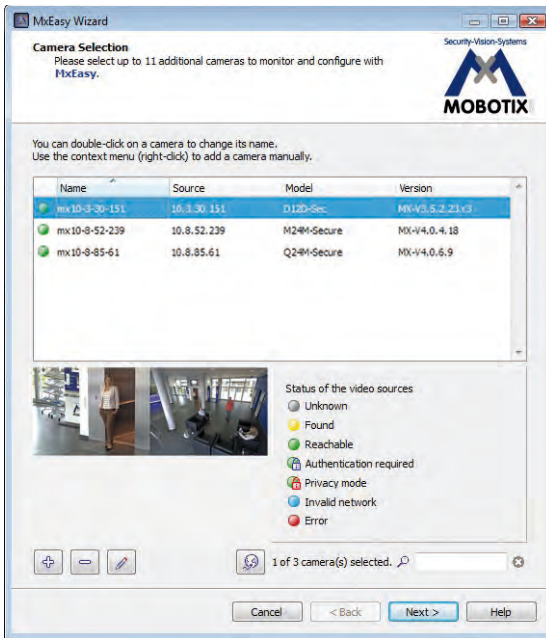 MxEasy Wizard
Camera Selection
Please select up to 11 additional cameras to monitor and configure with
MxEasy.
Security-Vision-Systems
MOBOTIX
You can double-click on a camera to change its name.
Use the context menu (right-click) to add a camera manually.
Name Source Model Version
mx10-3-30-151 10.3.30.151 D12D-Sec MX-V3.5.2.23.r3
mx10-8-52-239 10.8.52.239 M24M-Secure MX-V4.0.4.18
mx10-8-85-61 10.8.85.61 Q24M-Secure MX-V4.0.6.9
Status of the video sources
Unknown
Found
Reachable
Authentication required
Privacy mode
Invalid network
Error
1 of 3 camera(s) selected.
Cancel < Back Next > Help